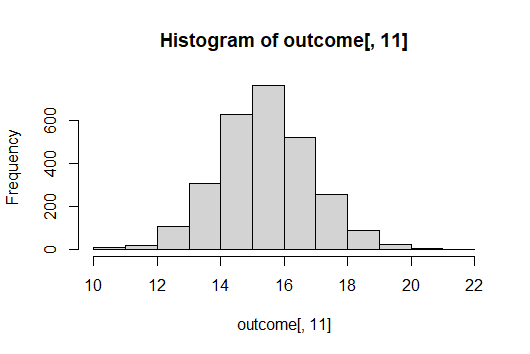 Histogram of outcome[, 11]
Frequency
600
400
200
0
10 12 14 16 18 20 22
outcome[, 11]